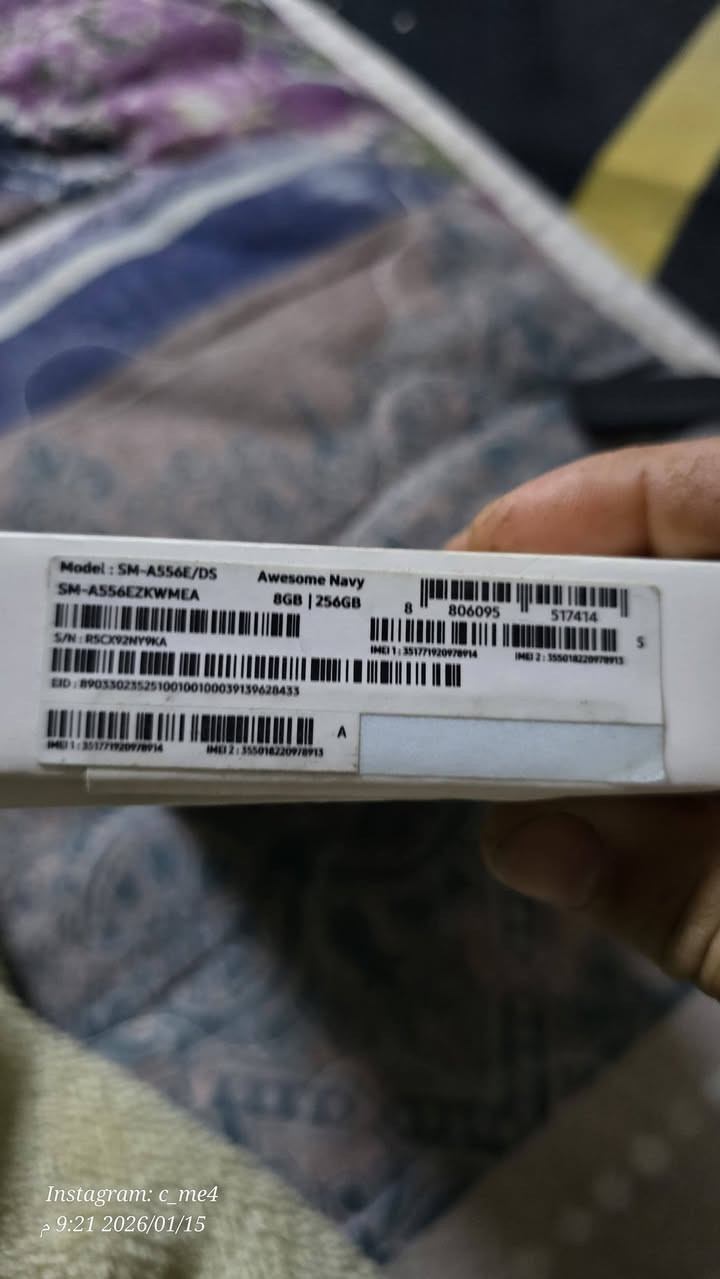 Model : SM-A556E/DS
SM-A556EZKWMEA
Awesome Navy
8GB | 256GB
8 806095 517414
S/N : R5CX92NY9KA
IMEI 1 : 351771920978914 IMEI 2 : 355018220978913
S
EID : 89033023525100100100039139628433
IMEI 1 : 351771920978914 IMEI 2 : 355018220978913
A
Instagram: c_me4
9:21 2026/01/15 م